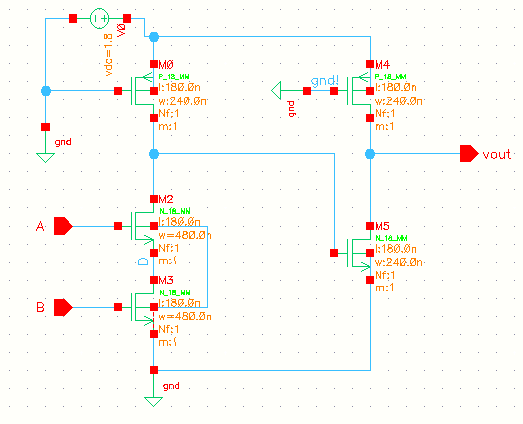 V0
vdc=1.8
gnd
M0
P_18_MM
l:180.0n
w:240.0n
Nf:1
m:1
gnd!
gnd
M4
P_18_MM
l:180.0n
w:240.0n
Nf:1
m:1
vout
A
M2
N_18_MM
l:180.0n
w=480.0n
Nf:1
m:1
D
B
M3
N_18_MM
l:180.0n
w=480.0n
Nf:1
m:1
M5
N_18_MM
l:180.0n
w:240.0n
Nf:1
m:1
gnd